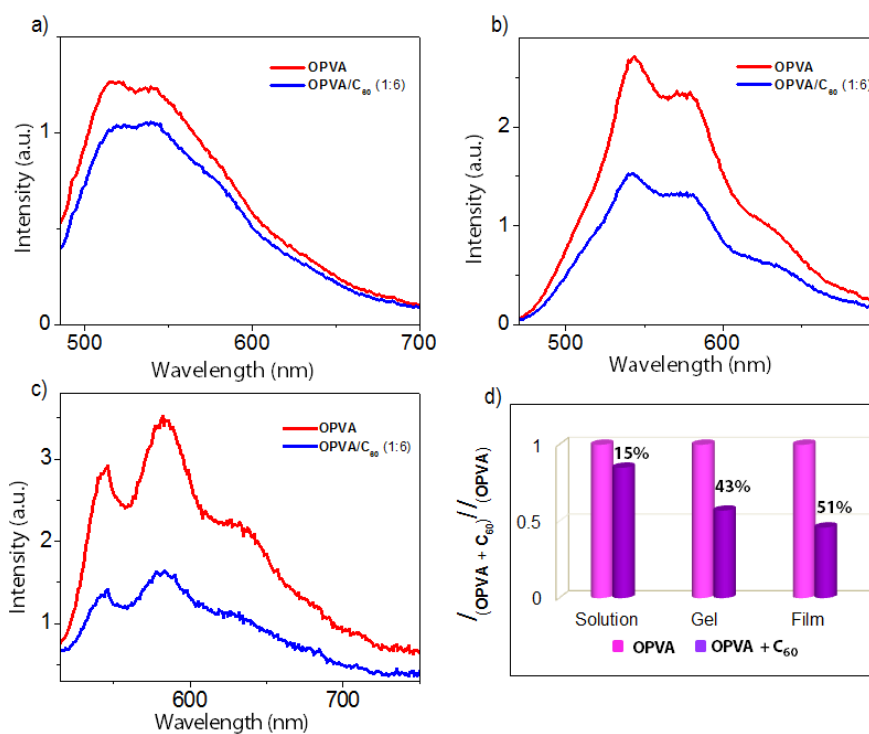 a)
OPVA
OPVA/C₆₀ (1:6)
1
0
500
600
700
Intensity (a.u.)
Wavelength (nm)
b)
OPVA
OPVA/C₆₀ (1:6)
2
1
0
500
600
Intensity (a.u.)
Wavelength (nm)
c)
OPVA
OPVA/C₆₀ (1:6)
3
2
1
600
700
Intensity (a.u.)
Wavelength (nm)
d)
I(OPVA + C₆₀) / I(OPVA)
1
0.5
0
15%
43%
51%
Solution Gel Film
OPVA OPVA + C₆₀